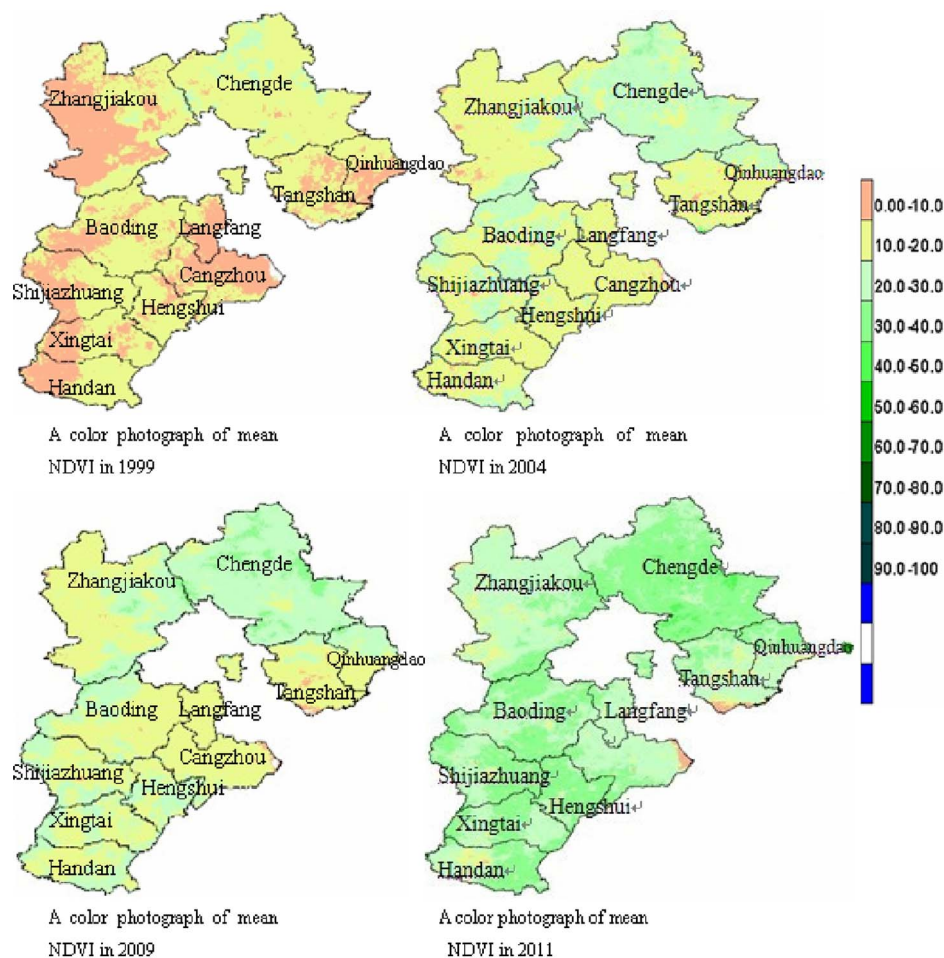 Zhangjiakou
Chengde
Qinhuangdao
Tangshan
Baoding
Langfang
Cangzhou
Shijiazhuang
Hengshui
Xingtai
Handan
A color photograph of mean
NDVI in 1999
Zhangjiakou
Chengde
Qinhuangdao
Tangshan
Baoding
Langfang
Cangzhou
Shijiazhuang
Hengshui
Xingtai
Handan
A color photograph of mean
NDVI in 2004
0.00-10.0
10.0-20.0
20.0-30.0
30.0-40.0
40.0-50.0
50.0-60.0
60.0-70.0
70.0-80.0
80.0-90.0
90.0-100
Zhangjiakou
Chengde
Qinhuangdao
Tangshan
Baoding
Langfang
Cangzhou
Shijiazhuang
Hengshui
Xingtai
Handan
A color photograph of mean
NDVI in 2009
Zhangjiakou
Chengde
Qinhuangdao
Tangshan
Baoding
Langfang
Shijiazhuang
Hengshui
Xingtai
Handan
A color photograph of mean
NDVI in 2011